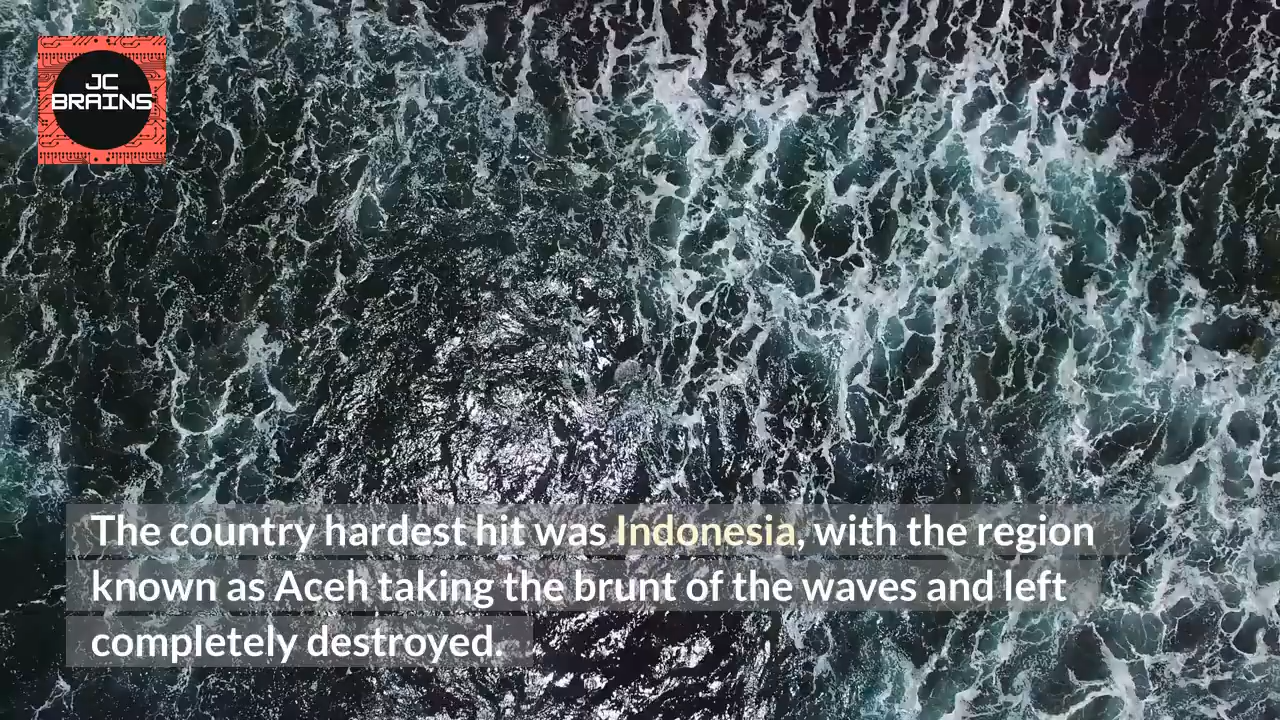 JC
BRAINS
The country hardest hit was Indonesia, with the region
known as Aceh taking the brunt of the waves and left
completely destroyed.